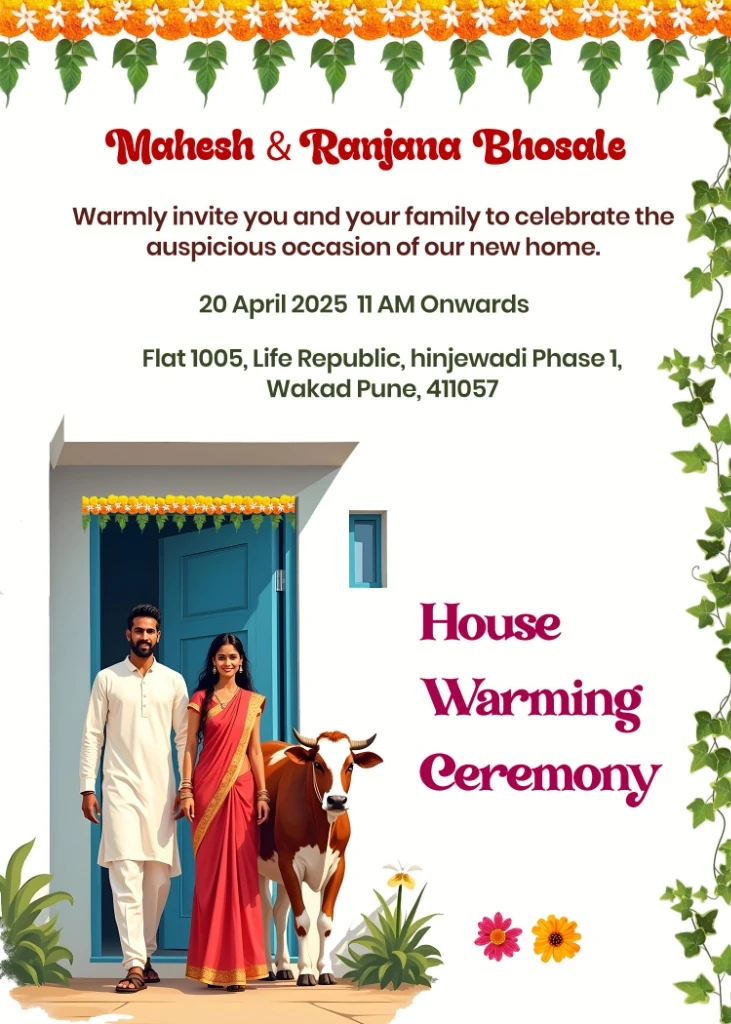 Mahesh & Ranjana Bhosale
Warmly invite you and your family to celebrate the
auspicious occasion of our new home.
20 April 2025 11 AM Onwards
Flat 1005, Life Republic, hinjewadi Phase 1,
Wakad Pune, 411057
House
Warming
Ceremony